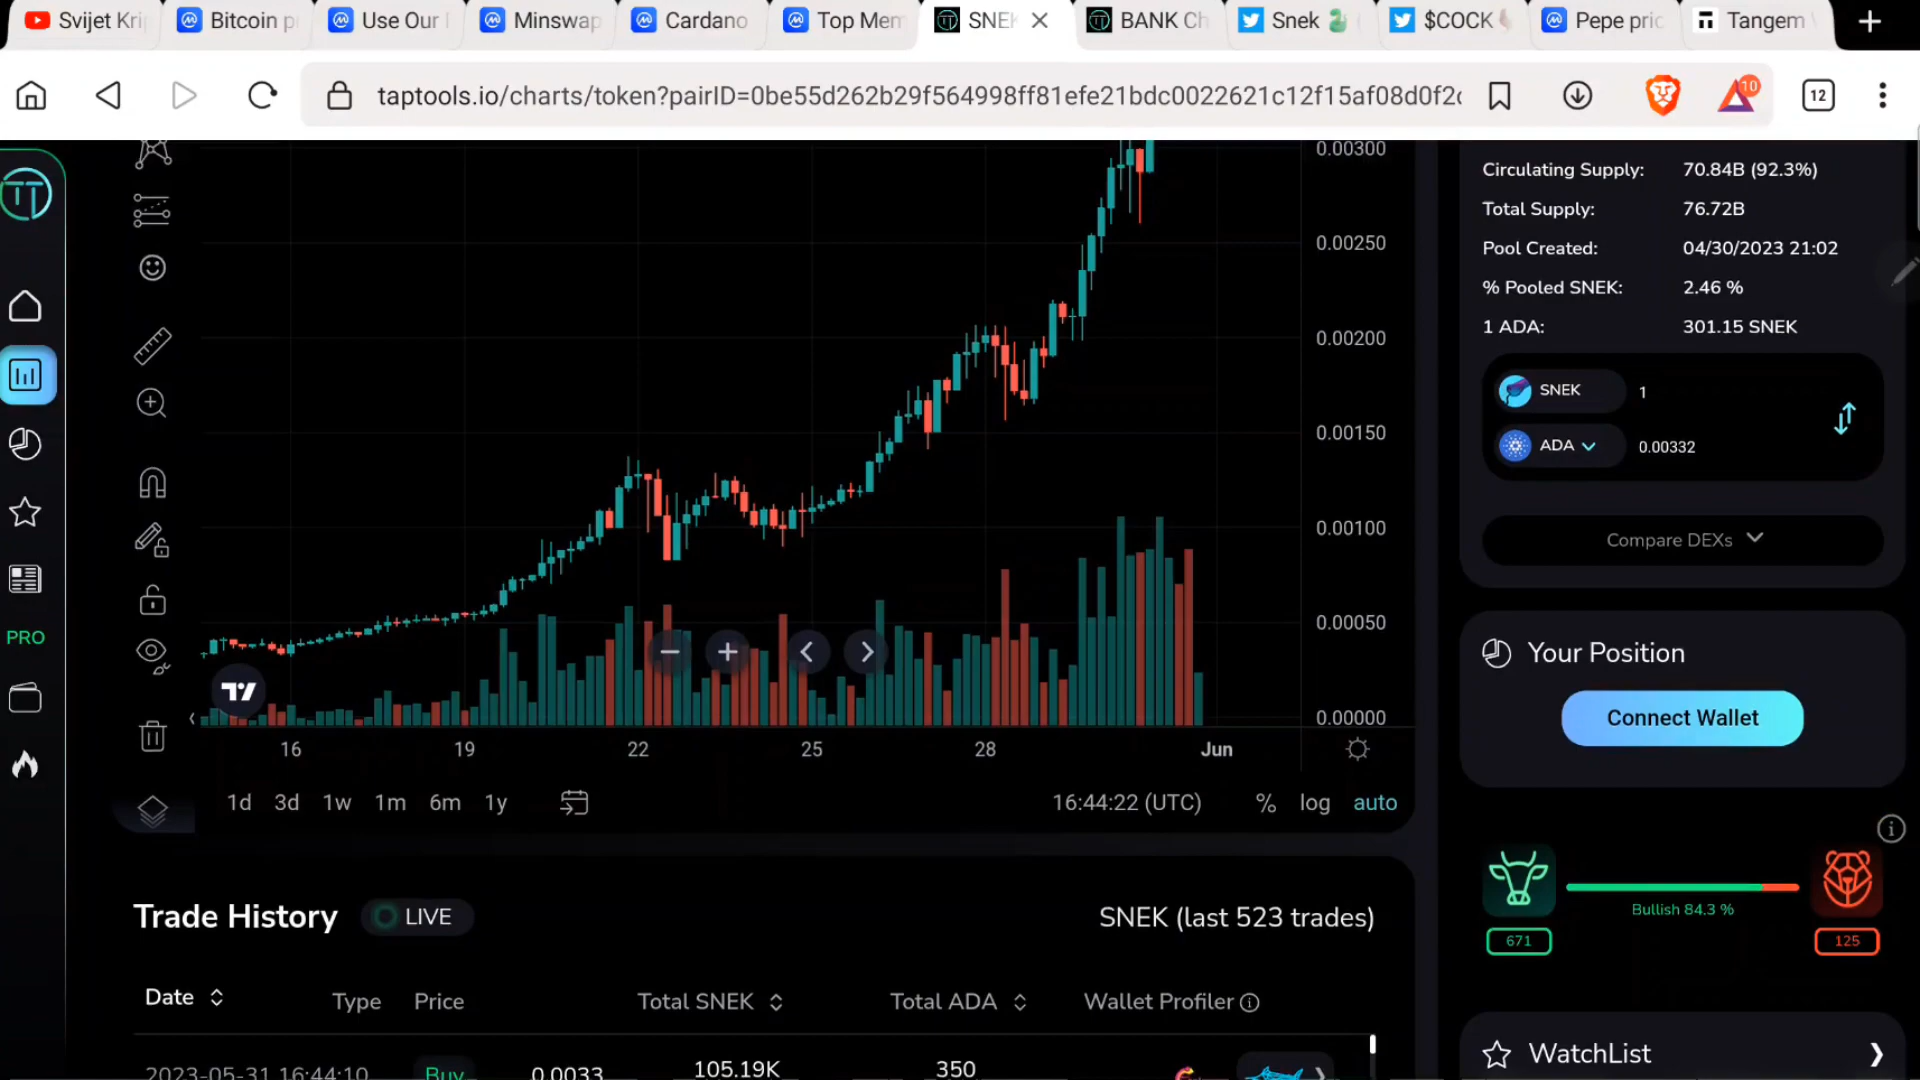 Svijet Kri
Bitcoin pr
Use Our
Minswap
Cardano
Top Mem
SNEK
BANK Ch
Snek
$COCK
Pepe pric
Tangem
taptools.io/charts/token?pairID=0be55d262b29f564998ff81efe21bdc0022621c12f15af08d0f2c
10
12
0.00300
0.00250
0.00200
0.00150
0.00100
0.00050
0.00000
PRO
16
19
22
25
28
Jun
1d
3d
1w
1m
6m
1y
16:44:22 (UTC)
%
log
auto
Circulating Supply: 70.84B (92.3%)
Total Supply: 76.72B
Pool Created: 04/30/2023 21:02
% Pooled SNEK: 2.46 %
1 ADA: 301.15 SNEK
SNEK 1
ADA 0.00332
Compare DEXs
Your Position
Connect Wallet
Bullish 84.3 %
671
125
WatchList
Trade History
LIVE
SNEK (last 523 trades)
Date
Type
Price
Total SNEK
Total ADA
Wallet Profiler
2023-05-31 16:44:10
Buy
0.0033
105.19K
350